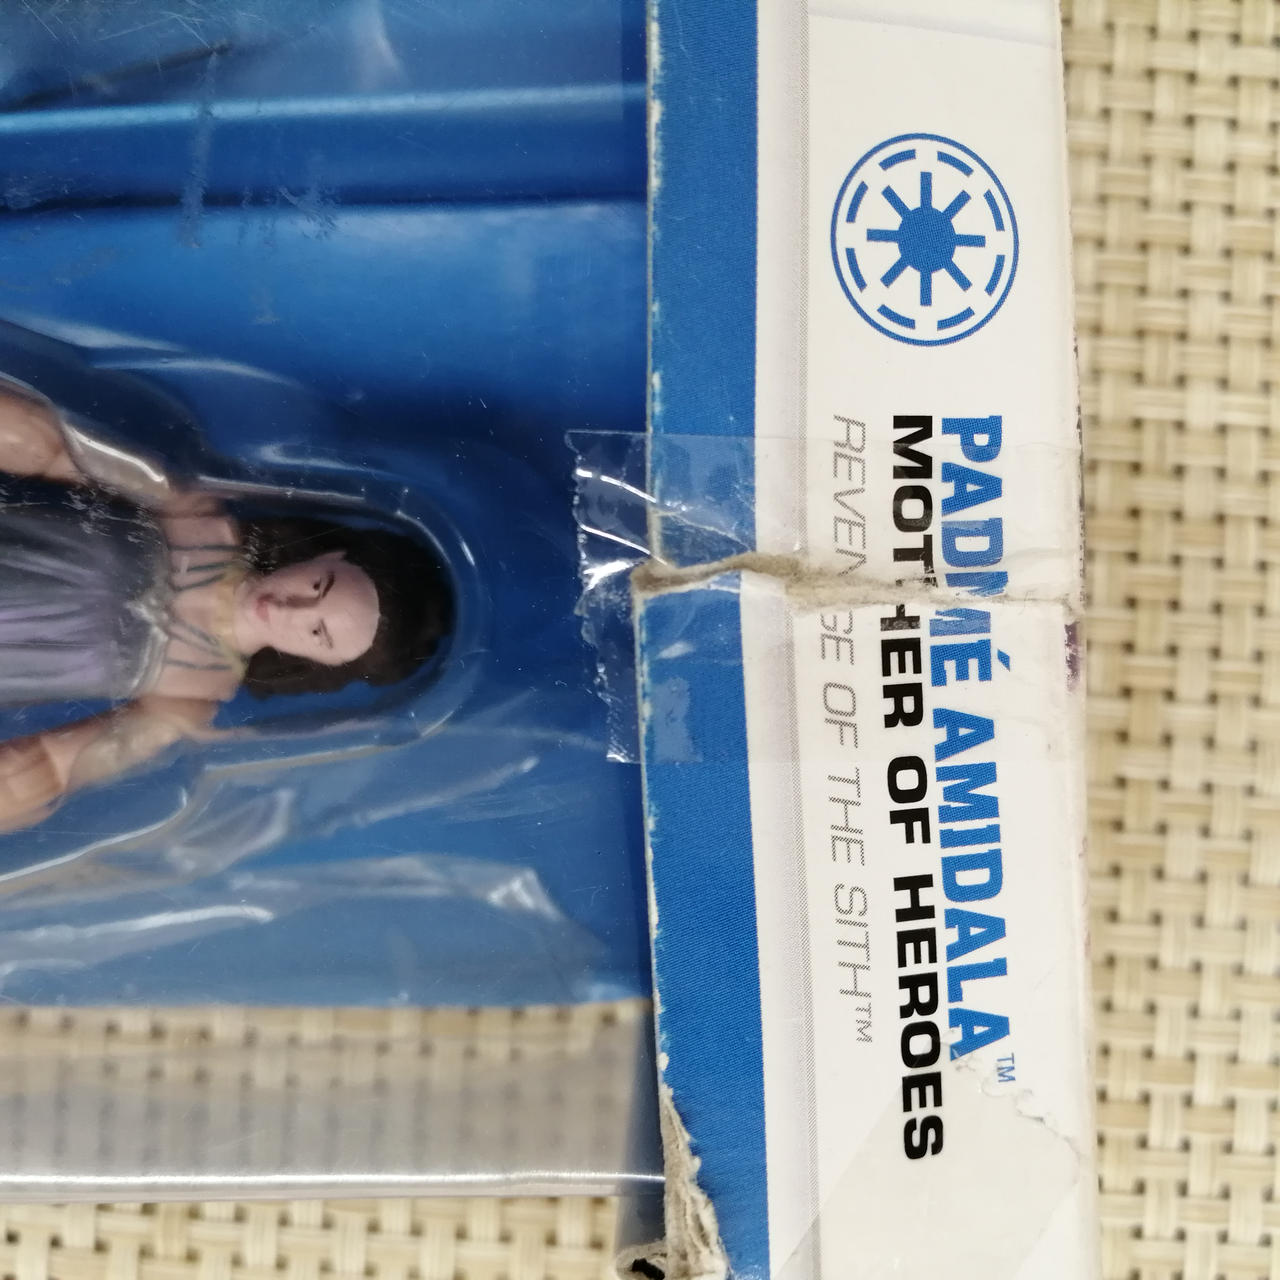 PADMÉ AMIDALA™
MOTHER OF HEROES
REVENGE OF THE SITH™